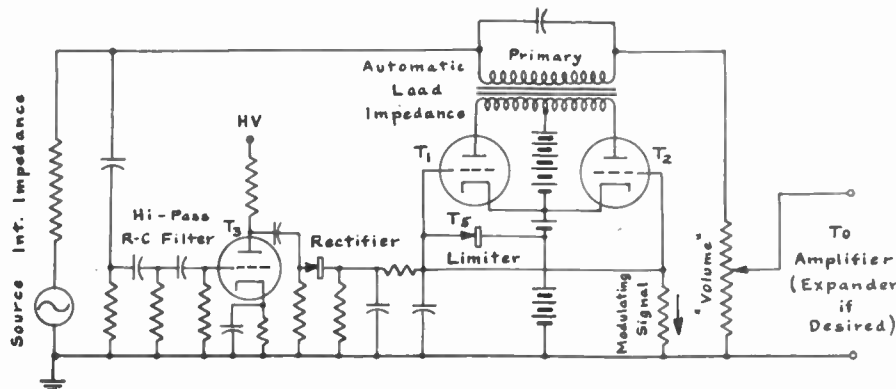 Primary
Automatic
Load
Impedance
HV
T1
T2
Source Int. Impedance
Hi-Pass
R-C Filter
T3
Rectifier
T5
Limiter
Modulating
Signal
"Volume"
To
Amplifier
(Expander
if
Desired)